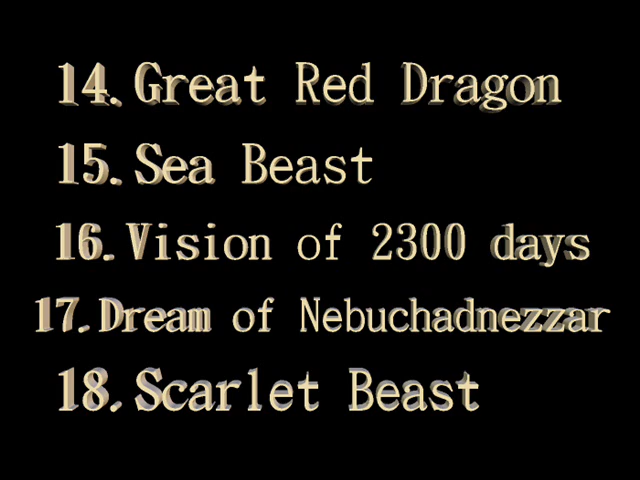 14. Great Red Dragon
15. Sea Beast
16. Vision of 2300 days
17. Dream of Nebuchadnezzar
18. Scarlet Beast